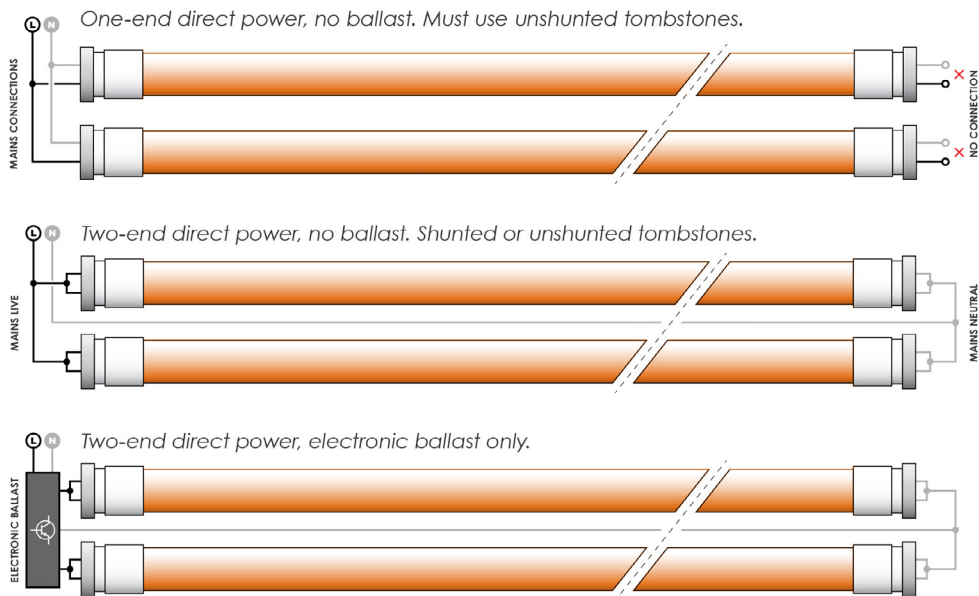 One-end direct power, no ballast. Must use unshunted tombstones.
L N
MAINS CONNECTIONS
NO CONNECTION
Two-end direct power, no ballast. Shunted or unshunted tombstones.
L N
MAINS LIVE
MAINS NEUTRAL
Two-end direct power, electronic ballast only.
L N
ELECTRONIC BALLAST